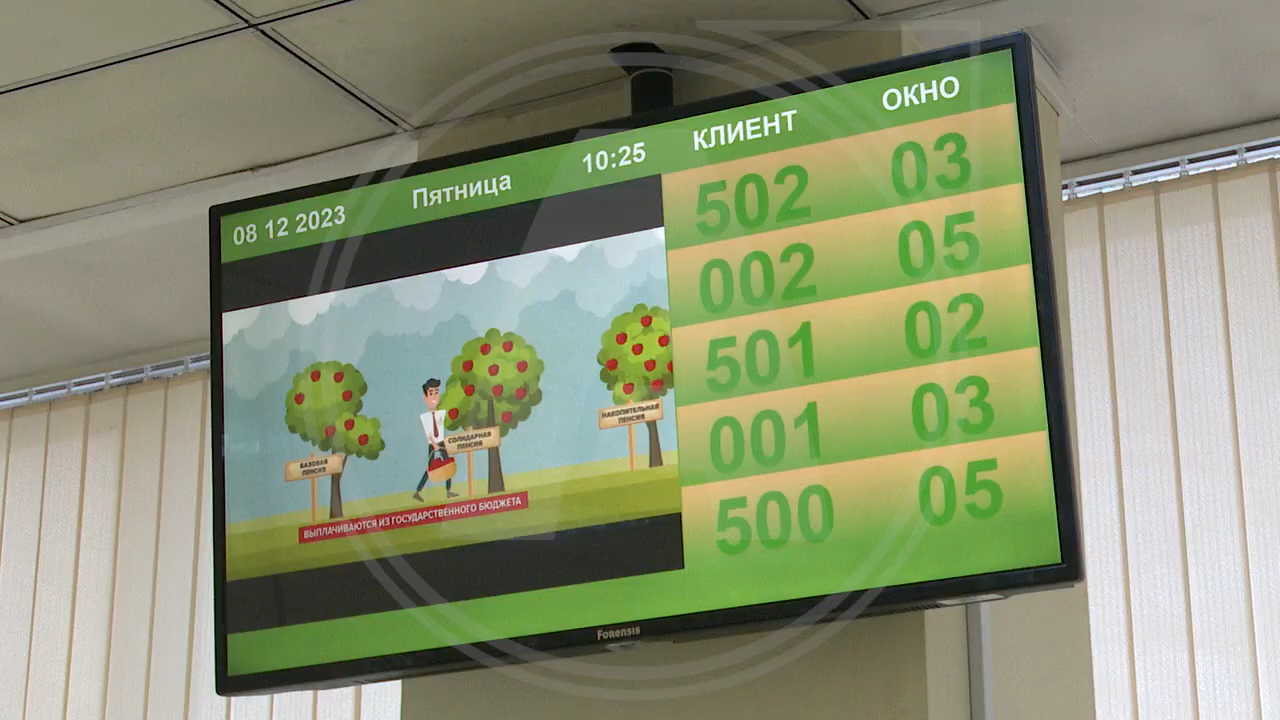 08 12 2023 Пятница 10:25 КЛИЕНТ ОКНО
502 03
002 05
501 02
001 03
500 05
БАЗОВАЯ
ПЕНСИЯ
СОЛИДАРНАЯ
ПЕНСИЯ
НАКОПИТЕЛЬНАЯ
ПЕНСИЯ
ВЫПЛАЧИВАЮТСЯ ИЗ ГОСУДАРСТВЕННОГО БЮДЖЕТА
Forensis